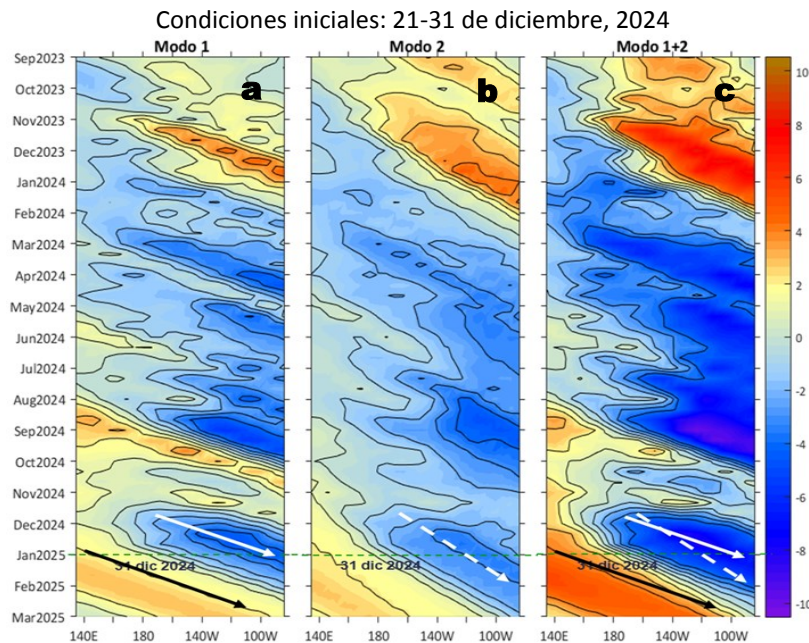 Condiciones iniciales: 21-31 de diciembre, 2024
Modo 1
Modo 2
Modo 1+2
a
b
c
Sep2023
Oct2023
Nov2023
Dec2023
Jan2024
Feb2024
Mar2024
Apr2024
May2024
Jun2024
Jul2024
Aug2024
Sep2024
Oct2024
Nov2024
Dec2024
Jan2025
Feb2025
Mar2025
31 dic 2024
31 dic 2024
31 dic 2024
140E 180 140W 100W
140E 180 140W 100W
140E 180 140W 100W
10
8
6
4
2
0
-2
-4
-6
-8
-10